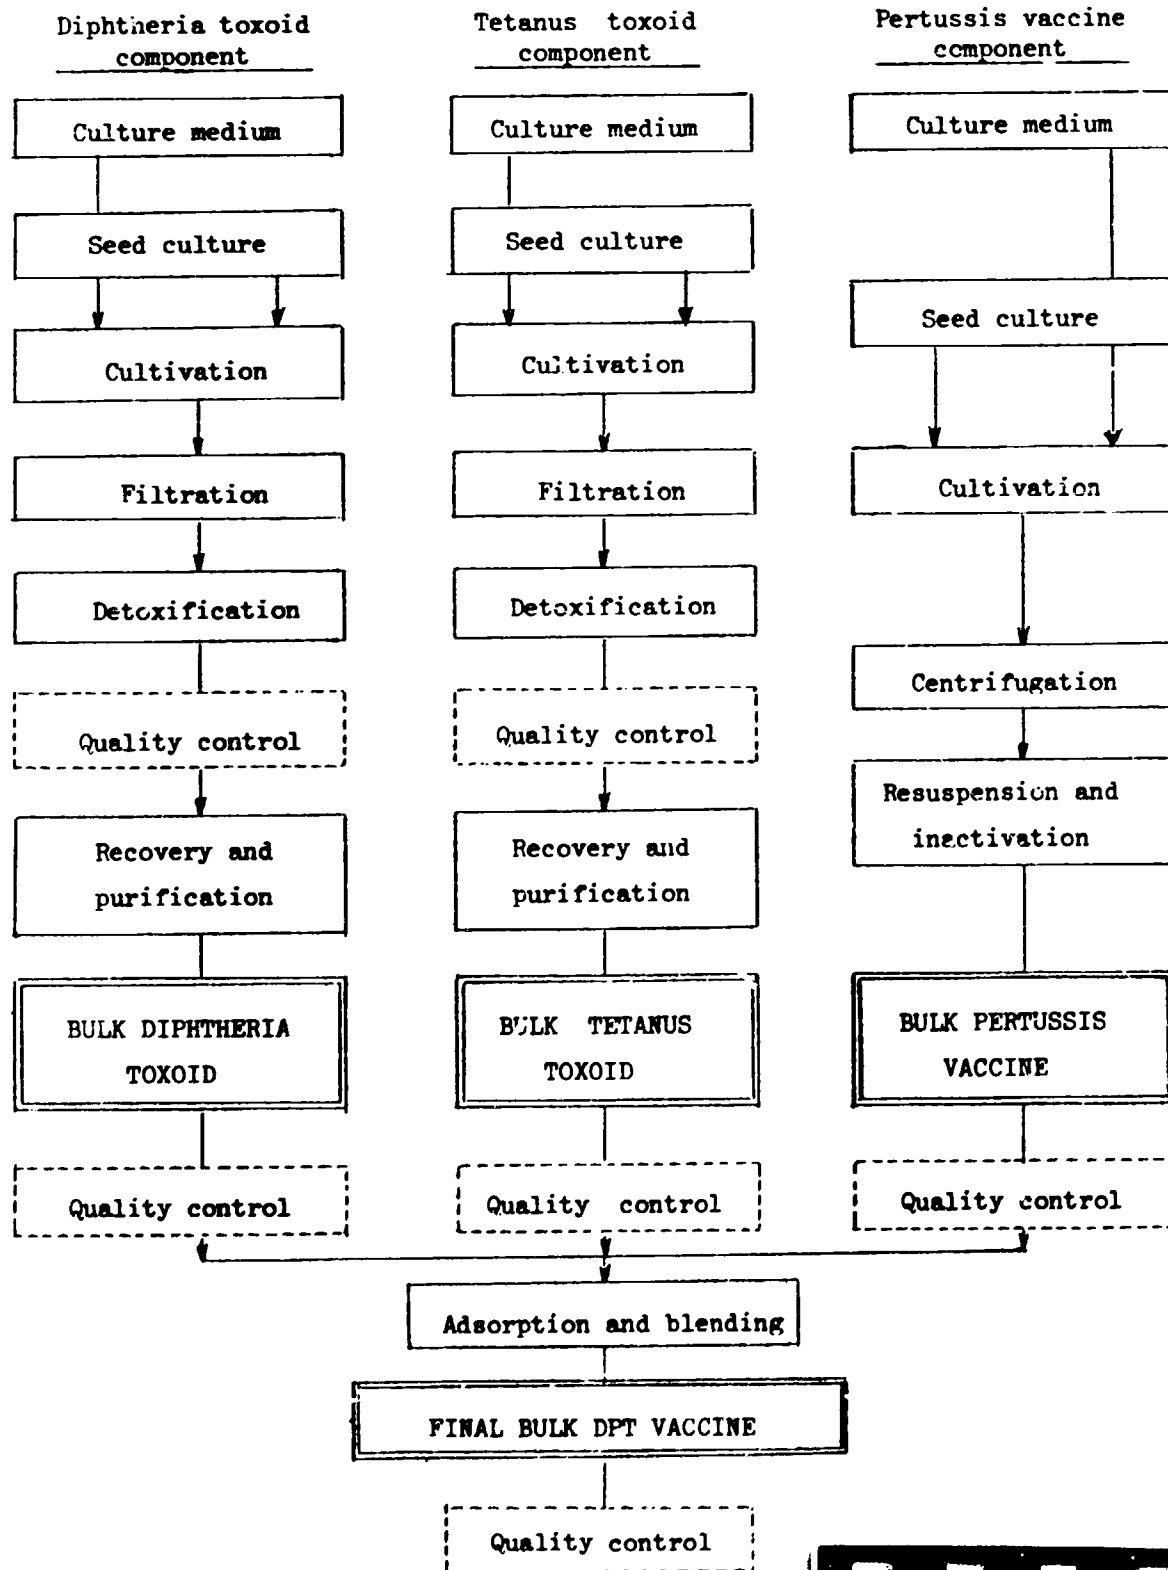 Diphtheria toxoid
component
Tetanus toxoid
component
Pertussis vaccine
component
Culture medium
Seed culture
Cultivation
Filtration
Detoxification
Quality control
Recovery and
purification
BULK DIPHTHERIA
TOXOID
Quality control
Culture medium
Seed culture
Cultivation
Filtration
Detoxification
Quality control
Recovery and
purification
BULK TETANUS
TOXOID
Quality control
Culture medium
Seed culture
Cultivation
Centrifugation
Resuspension and
inactivation
BULK PERTUSSIS
VACCINE
Quality control
Adsorption and blending
FINAL BULK DPT VACCINE
Quality control